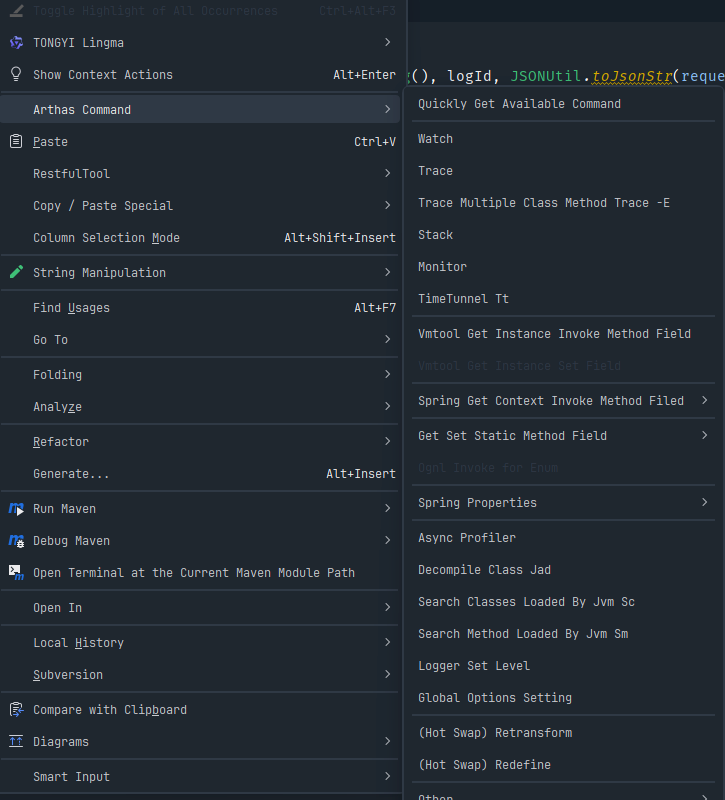 Toggle Highlight of All Occurrences Ctrl+Alt+F3
TONGYI Lingma
Show Context Actions Alt+Enter
Arthas Command
Paste Ctrl+V
RestfulTool
Copy / Paste Special
Column Selection Mode Alt+Shift+Insert
String Manipulation
Find Usages Alt+F7
Go To
Folding
Analyze
Refactor
Generate... Alt+Insert
Run Maven
Debug Maven
Open Terminal at the Current Maven Module Path
Open In
Local History
Subversion
Compare with Clipboard
Diagrams
Smart Input
(), logId, JSONUtil.toJsonStr(reque
Quickly Get Available Command
Watch
Trace
Trace Multiple Class Method Trace -E
Stack
Monitor
TimeTunnel Tt
Vmtool Get Instance Invoke Method Field
Vmtool Get Instance Set Field
Spring Get Context Invoke Method Filed
Get Set Static Method Field
Ognl Invoke for Enum
Spring Properties
Async Profiler
Decompile Class Jad
Search Classes Loaded By Jvm Sc
Search Method Loaded By Jvm Sm
Logger Set Level
Global Options Setting
(Hot Swap) Retransform
(Hot Swap) Redefine
Other